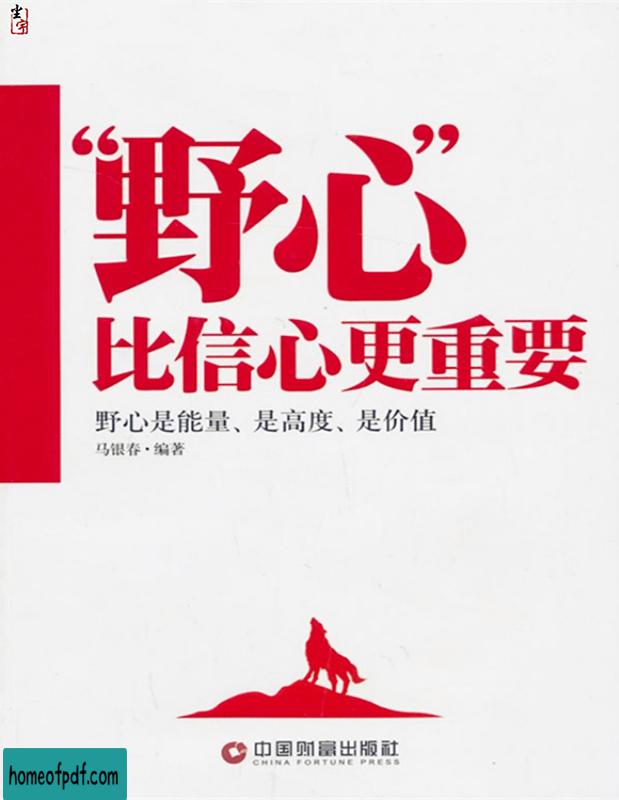 “野心”
比信心更重要
野心是能量、是高度、是价值
马银春·编著
中国财富出版社
CHINA FORTUNE PRESS
homeofpdf.com